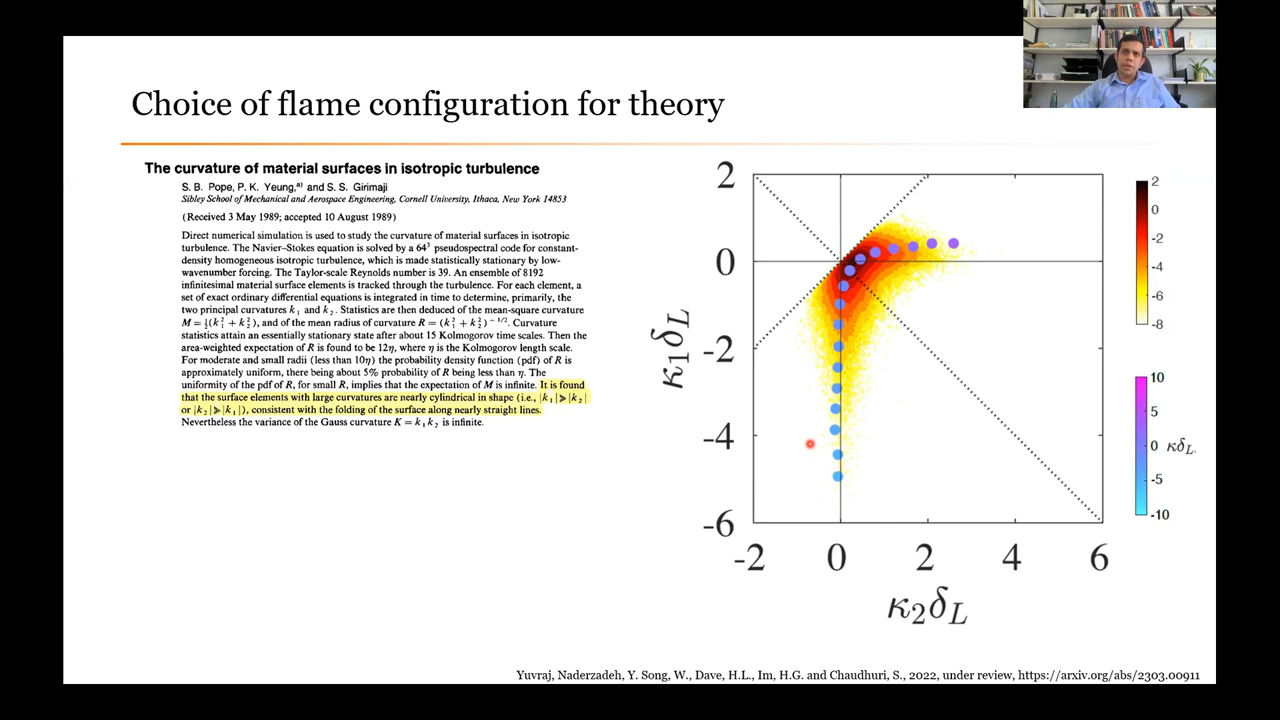 Choice of flame configuration for theory
The curvature of material surfaces in isotropic turbulence
S. B. Pope, P. K. Yeung,a) and S. S. Girimaji
Sibley School of Mechanical and Aerospace Engineering, Cornell University, Ithaca, New York 14853
(Received 3 May 1989; accepted 10 August 1989)
Direct numerical simulation is used to study the curvature of material surfaces in isotropic
turbulence. The Navier–Stokes equation is solved by a 64³ pseudospectral code for constant-
density homogeneous isotropic turbulence, which is made statistically stationary by low-
wavenumber forcing. The Taylor-scale Reynolds number is 39. An ensemble of 8192
infinitesimal material surface elements is tracked through the turbulence. For each element, a
set of exact ordinary differential equations is integrated in time to determine, primarily, the
two principal curvatures k₁ and k₂. Statistics are then deduced of the mean-square curvature
M = ½(k₁² + k₂²), and of the mean radius of curvature R = (k₁² + k₂²)⁻¹/². Curvature
statistics attain an essentially stationary state after about 15 Kolmogorov time scales. Then the
area-weighted expectation of R is found to be 12η, where η is the Kolmogorov length scale.
For moderate and small radii (less than 10η) the probability density function (pdf) of R is
approximately uniform, there being about 5% probability of R being less than η. The
uniformity of the pdf of R, for small R, implies that the expectation of M is infinite. It is found
that the surface elements with large curvatures are nearly cylindrical in shape (i.e., |k₁|≫|k₂|
or |k₂|≫|k₁|), consistent with the folding of the surface along nearly straight lines.
Nevertheless the variance of the Gauss curvature K = k₁k₂ is infinite.
2
0
-2
-4
-6
κ₁δL
-2
0
2
4
6
κ₂δL
2
0
-2
-4
-6
-8
10
5
0
-5
-10
κδL
Yuvraj, Naderzadeh, Y. Song, W., Dave, H.L., Im, H.G. and Chaudhuri, S., 2022, under review, https://arxiv.org/abs/2303.00911